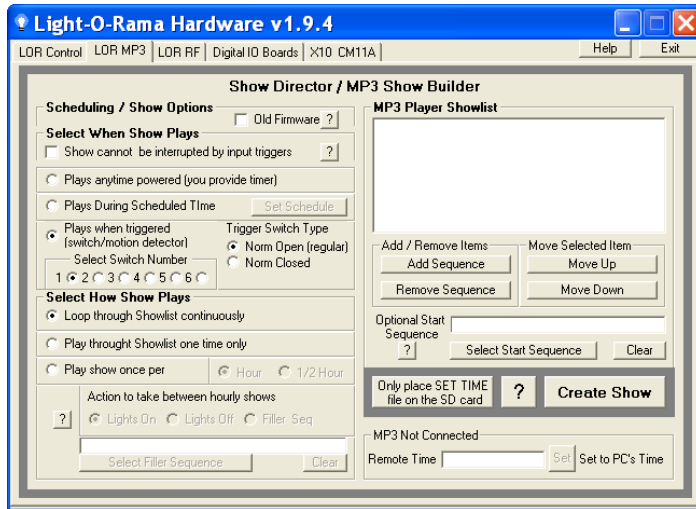 Light-O-Rama Hardware v1.9.4
LOR Control LOR MP3 LOR RF Digital IO Boards X10 CM11A Help Exit
Show Director / MP3 Show Builder
Scheduling / Show Options
Old Firmware ?
Select When Show Plays
Show cannot be interrupted by input triggers ?
Plays anytime powered (you provide timer)
Plays During Scheduled TIme Set Schedule
Plays when triggered
(switch/motion detector)
Trigger Switch Type
Norm Open (regular)
Norm Closed
Select Switch Number
1 2 3 4 5 6
Select How Show Plays
Loop through Showlist continuously
Play throught Showlist one time only
Play show once per Hour 1/2 Hour
Action to take between hourly shows
? Lights On Lights Off Filler Seq
Select Filler Sequence Clear
MP3 Player Showlist
Add / Remove Items
Add Sequence
Remove Sequence
Move Selected Item
Move Up
Move Down
Optional Start
Sequence
? Select Start Sequence Clear
Only place SET TIME
file on the SD card
? Create Show
MP3 Not Connected
Remote Time Set Set to PC's Time